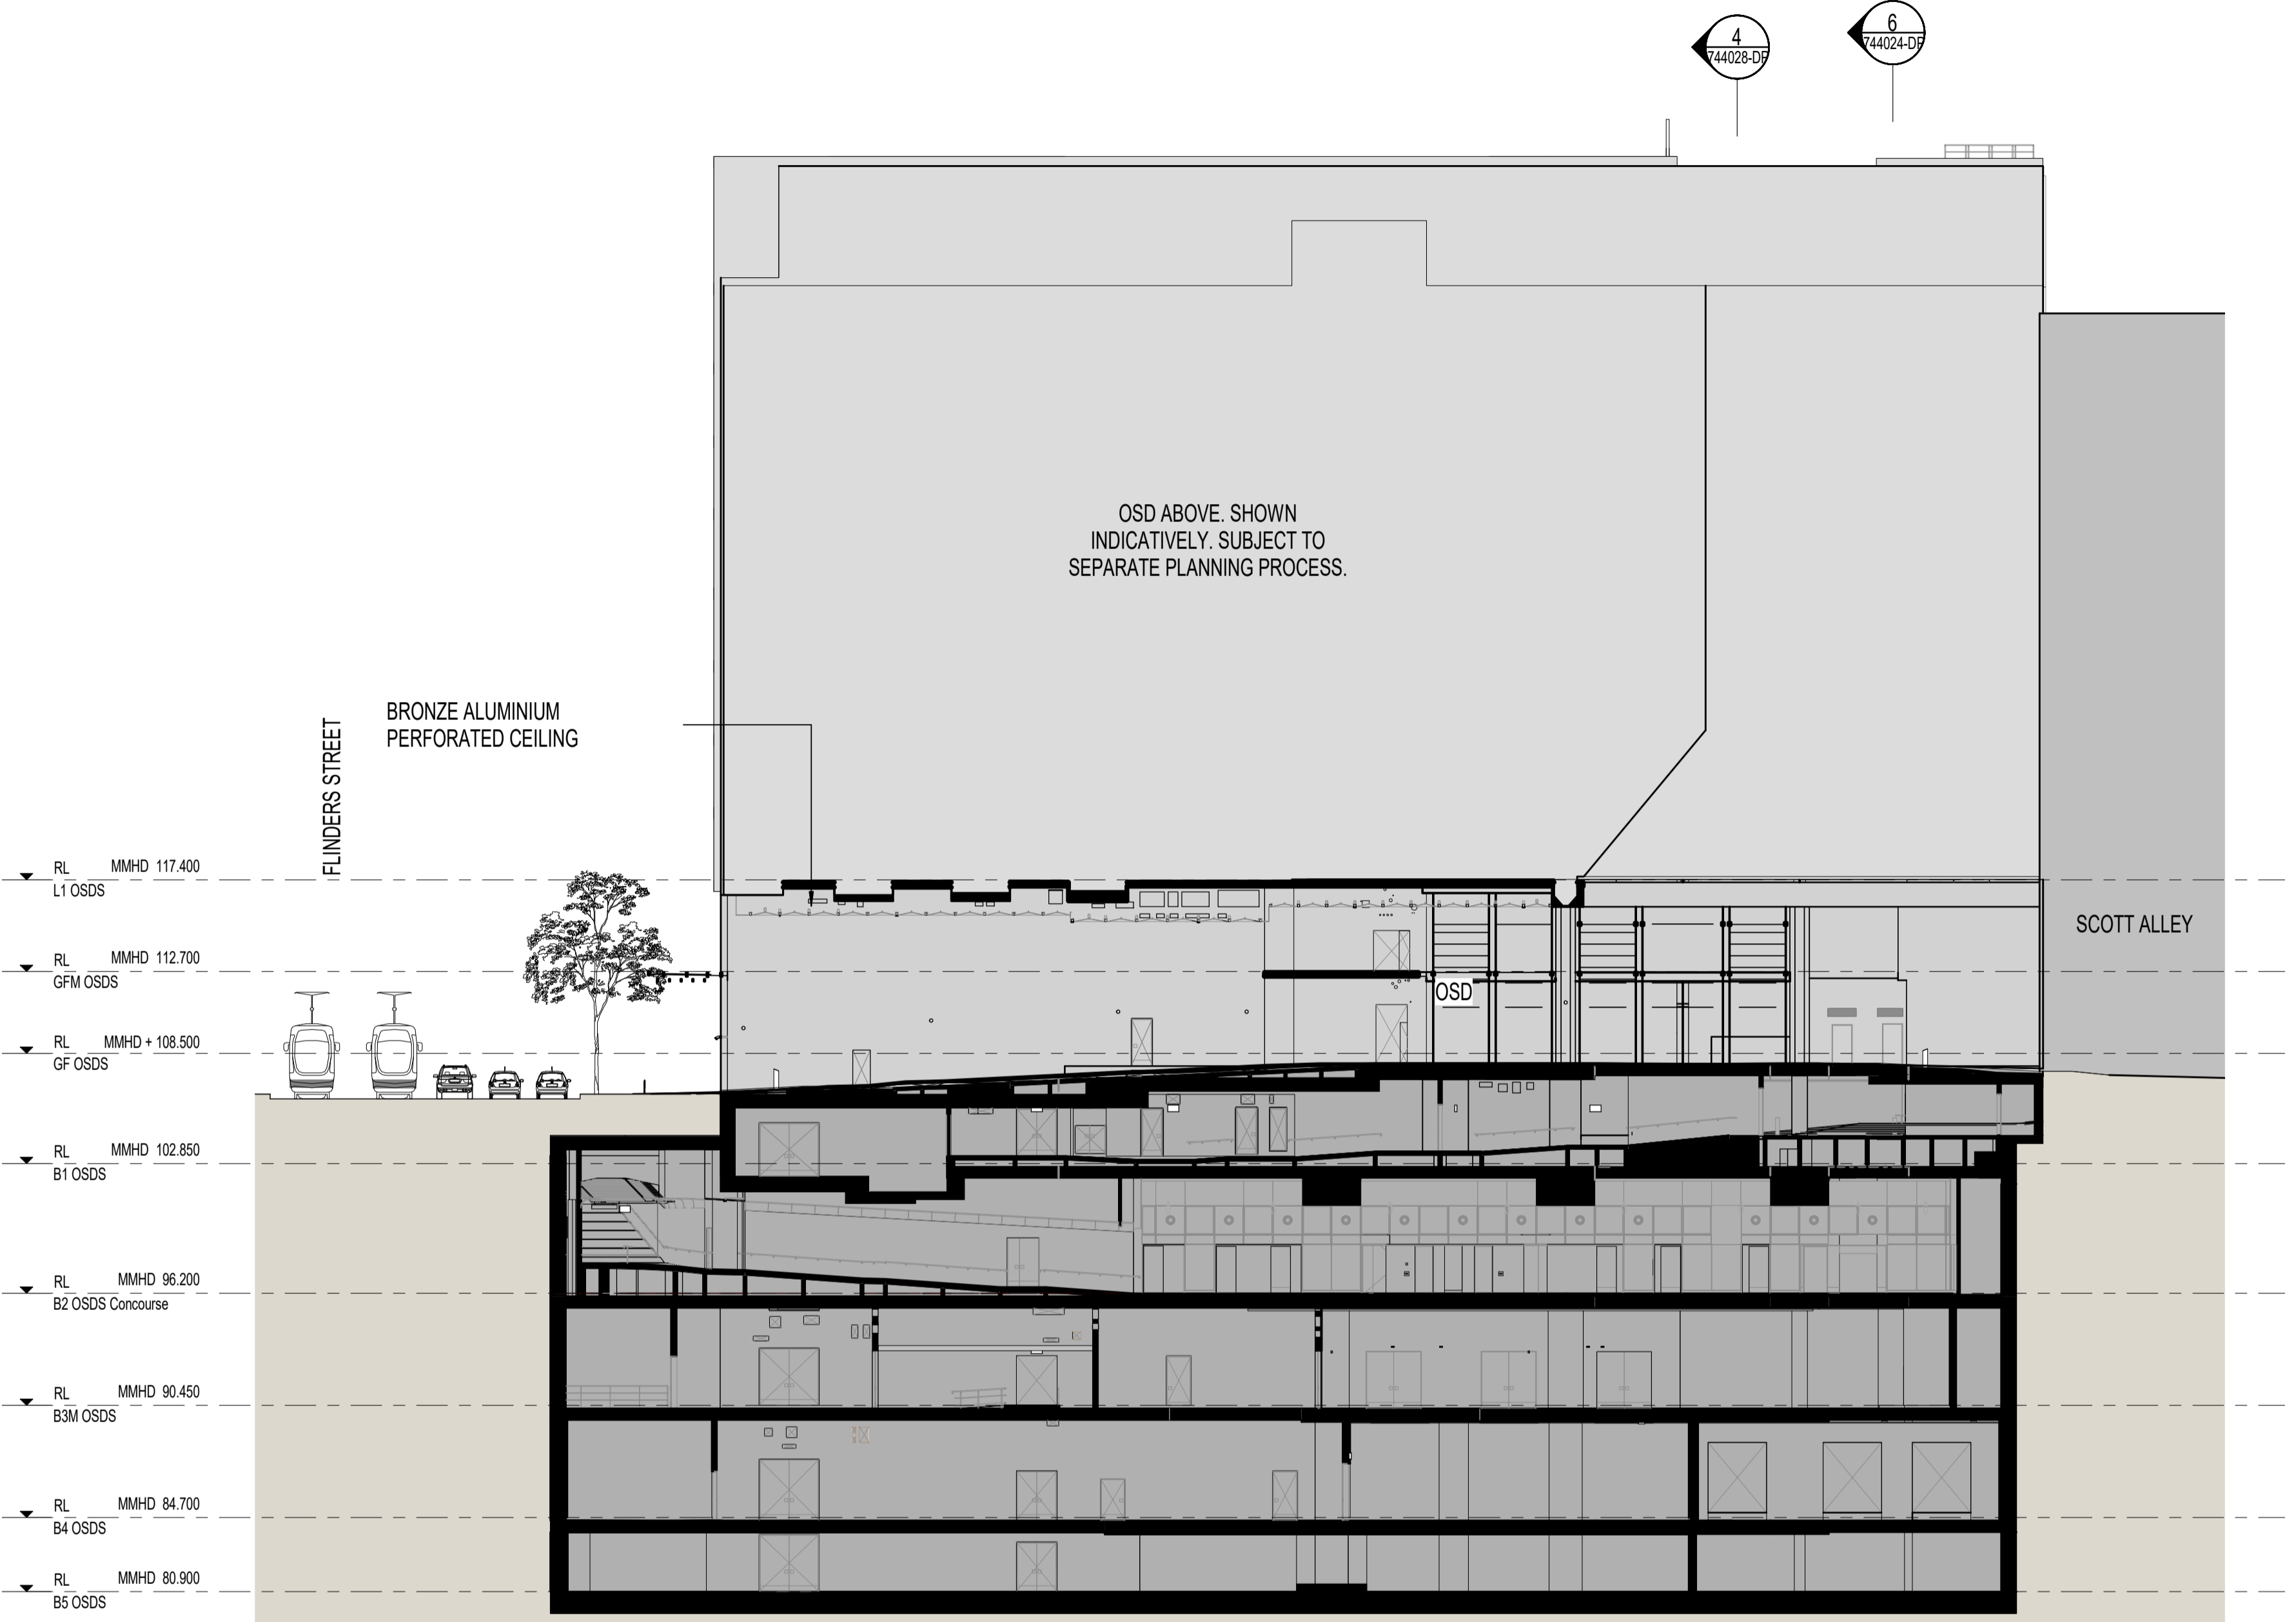 4
744028-DP
6
744024-DP
OSD ABOVE. SHOWN
INDICATIVELY. SUBJECT TO
SEPARATE PLANNING PROCESS.
BRONZE ALUMINIUM
PERFORATED CEILING
FLINDERS STREET
RL MMHD 117.400
L1 OSDS
SCOTT ALLEY
RL MMHD 112.700
GFM OSDS
OSD
RL MMHD + 108.500
GF OSDS
RL MMHD 102.850
B1 OSDS
RL MMHD 96.200
B2 OSDS Concourse
RL MMHD 90.450
B3M OSDS
RL MMHD 84.700
B4 OSDS
RL MMHD 80.900
B5 OSDS